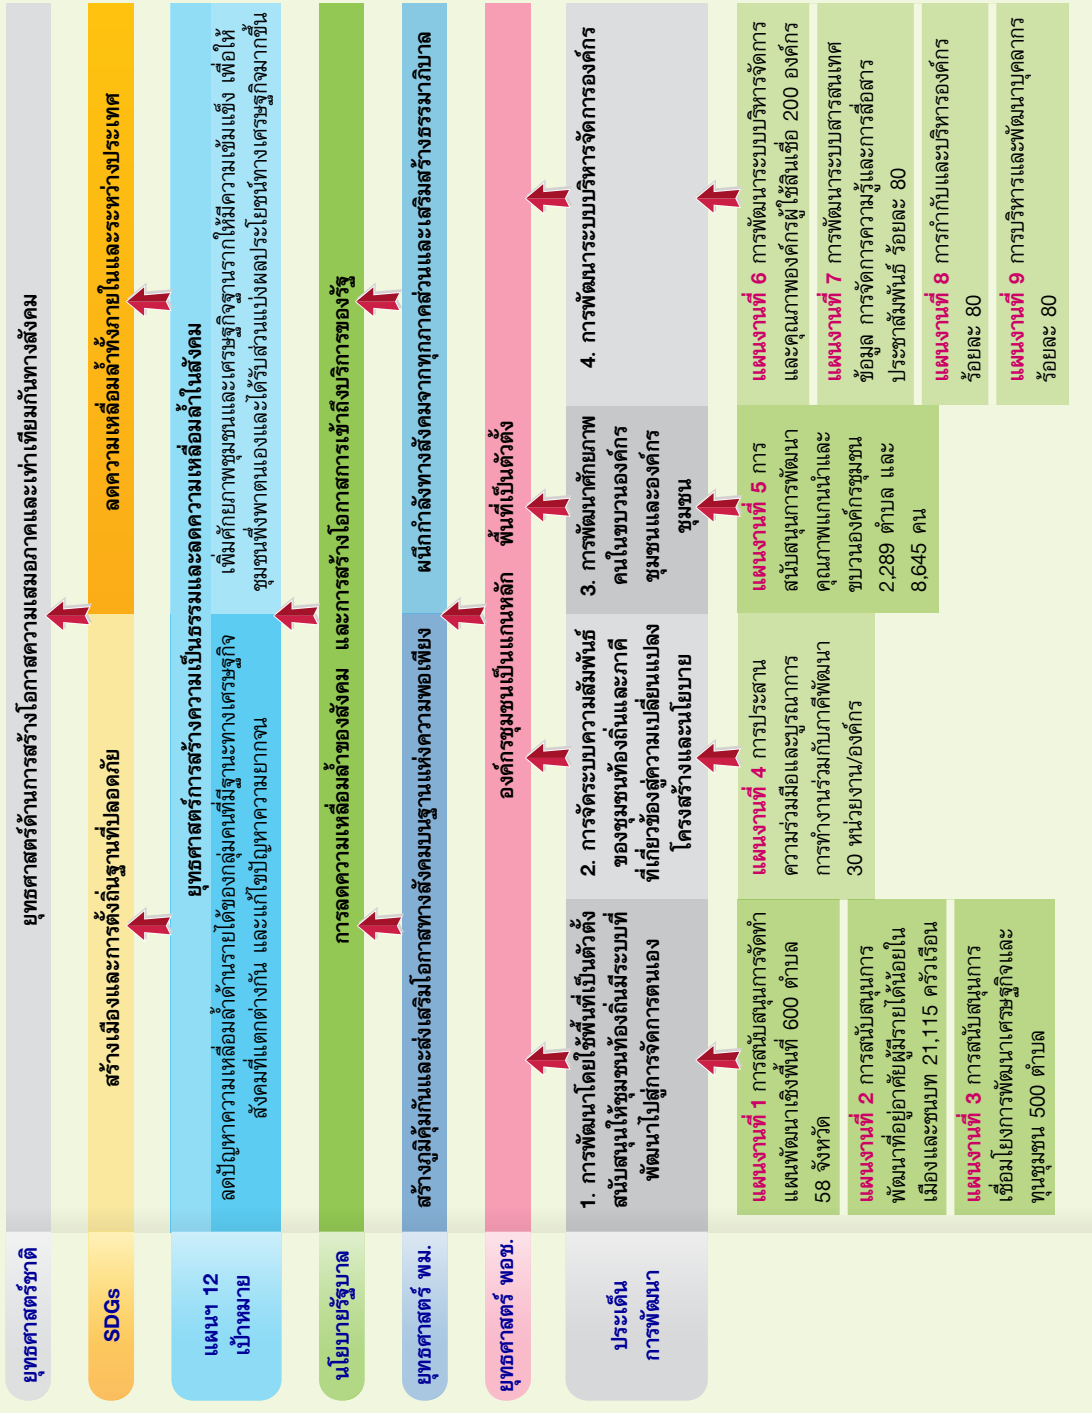 ยุทธศาสตร์ชาติ
ยุทธศาสตร์ด้านการสร้างโอกาสความเสมอภาคและเท่าเทียมกันทางสังคม
SDGs
สร้างเมืองและการตั้งถิ่นฐานที่ปลอดภัย
ลดความเหลื่อมล้ำทั้งภายในและระหว่างประเทศ
แผนฯ 12
เป้าหมาย
ยุทธศาสตร์การสร้างความเป็นธรรมและลดความเหลื่อมล้ำในสังคม
ลดปัญหาความเหลื่อมล้ำด้านรายได้ของกลุ่มคนที่มีฐานะทางเศรษฐกิจ
สังคมที่แตกต่างกัน และแก้ไขปัญหาความยากจน
เพิ่มศักยภาพชุมชนและเศรษฐกิจฐานรากให้มีความเข้มแข็ง เพื่อให้
ชุมชนพึ่งพาตนเองและได้รับส่วนแบ่งผลประโยชน์ทางเศรษฐกิจมากขึ้น
นโยบายรัฐบาล
การลดความเหลื่อมล้ำของสังคม และการสร้างโอกาสการเข้าถึงบริการของรัฐ
ยุทธศาสตร์ พม.
สร้างภูมิคุ้มกันและส่งเสริมโอกาสทางสังคมบนฐานแห่งความพอเพียง
ผนึกกำลังทางสังคมจากทุกภาคส่วนและเสริมสร้างธรรมาภิบาล
ยุทธศาสตร์ พอช.
องค์กรชุมชนเป็นแกนหลัก พื้นที่เป็นตัวตั้ง
ประเด็น
การพัฒนา
1. การพัฒนาโดยใช้พื้นที่เป็นตัวตั้ง
สนับสนุนให้ชุมชนท้องถิ่นมีระบบที่
พัฒนาไปสู่การจัดการตนเอง
2. การจัดระบบความสัมพันธ์
ของชุมชนท้องถิ่นและภาคี
ที่เกี่ยวข้องสู่ความเปลี่ยนแปลง
โครงสร้างและนโยบาย
3. การพัฒนาศักยภาพ
คนในขบวนองค์กร
ชุมชนและองค์กร
ชุมชน
4. การพัฒนาระบบบริหารจัดการองค์กร
แผนงานที่ 1 การสนับสนุนการจัดทำ
แผนพัฒนาเชิงพื้นที่ 600 ตำบล
58 จังหวัด
แผนงานที่ 2 การสนับสนุนการ
พัฒนาที่อยู่อาศัยผู้มีรายได้น้อยใน
เมืองและชนบท 21,115 ครัวเรือน
แผนงานที่ 3 การสนับสนุนการ
เชื่อมโยงการพัฒนาเศรษฐกิจและ
ทุนชุมชน 500 ตำบล
แผนงานที่ 4 การประสาน
ความร่วมมือและบูรณาการ
การทำงานร่วมกับภาคีพัฒนา
30 หน่วยงาน/องค์กร
แผนงานที่ 5 การ
สนับสนุนการพัฒนา
คุณภาพแกนนำและ
ขบวนองค์กรชุมชน
2,289 ตำบล และ
8,645 คน
แผนงานที่ 6 การพัฒนาระบบบริหารจัดการ
และคุณภาพองค์กรผู้ใช้สินเชื่อ 200 องค์กร
แผนงานที่ 7 การพัฒนาระบบสารสนเทศ
ข้อมูล การจัดการความรู้และการสื่อสาร
ประชาสัมพันธ์ ร้อยละ 80
แผนงานที่ 8 การกำกับและบริหารองค์กร
ร้อยละ 80
แผนงานที่ 9 การบริหารและพัฒนาบุคลากร
ร้อยละ 80